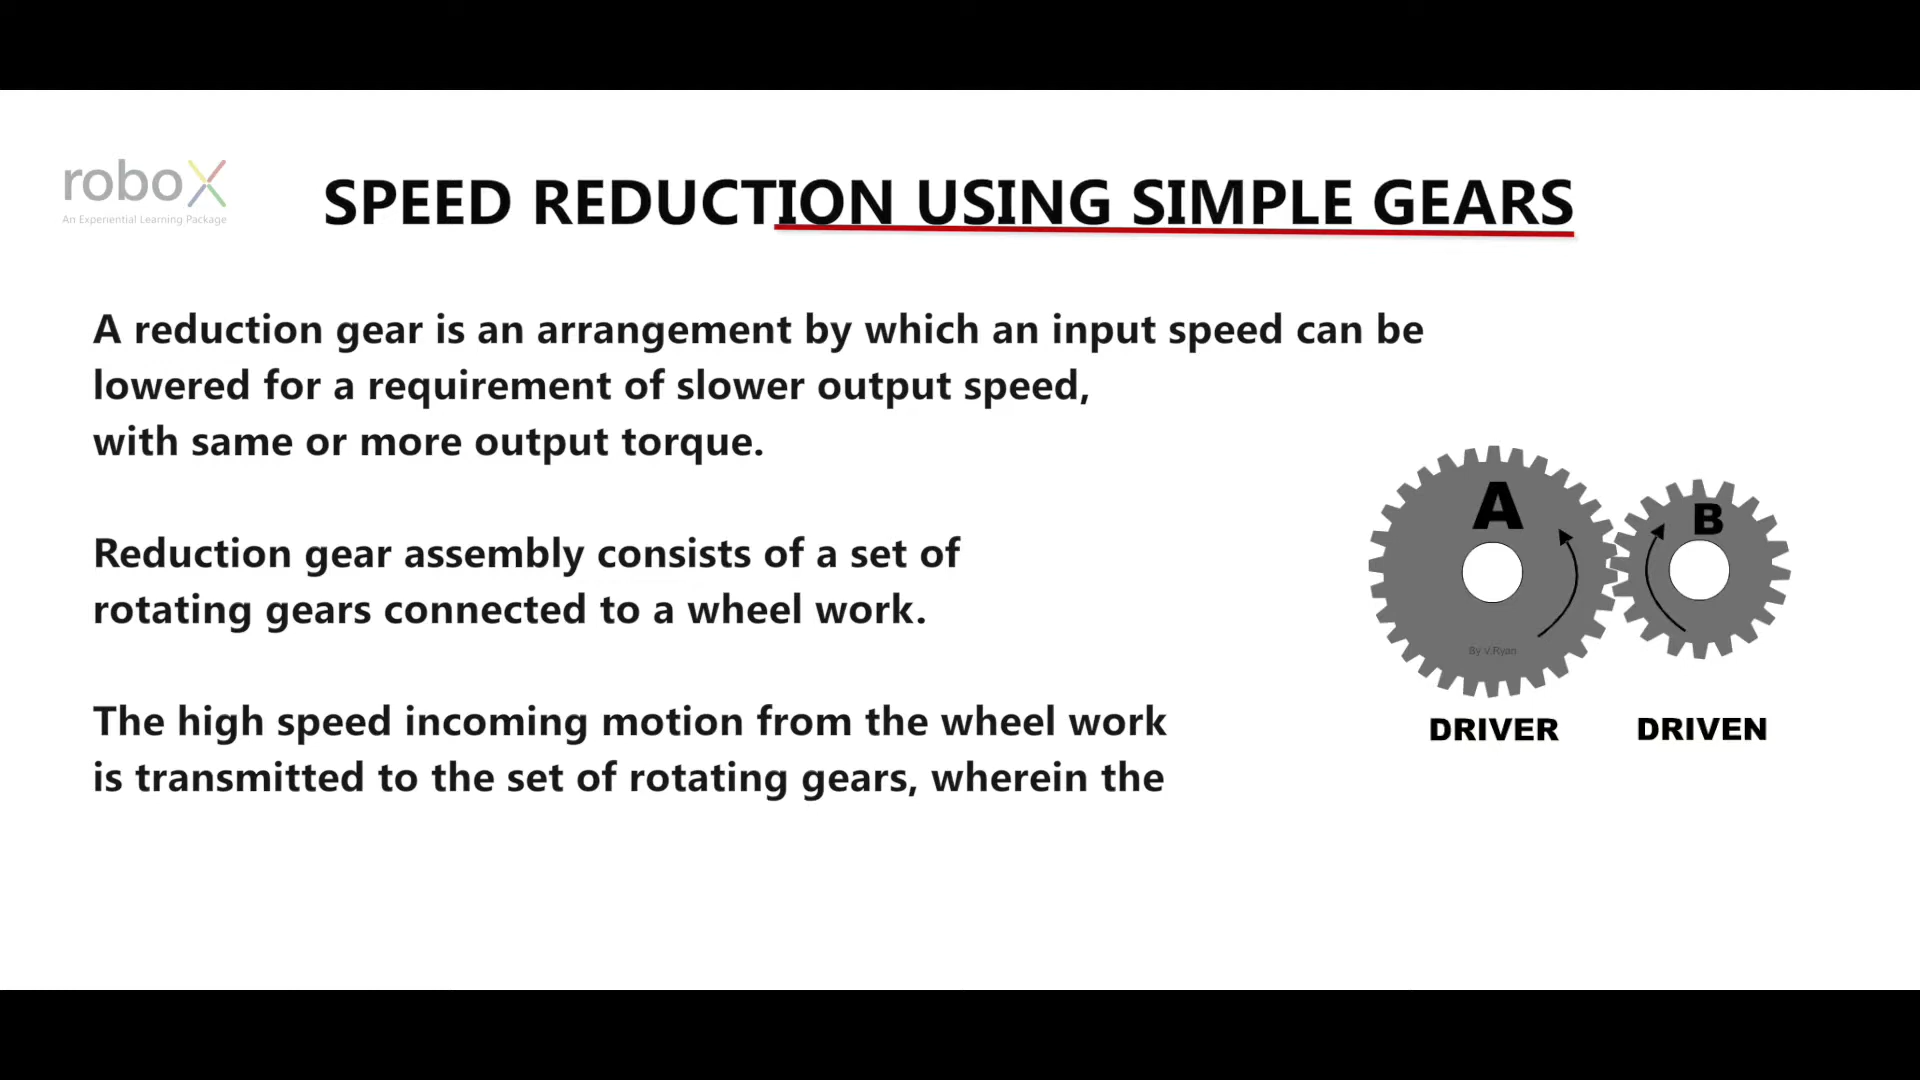 roboX
An Experiential Learning Package
SPEED REDUCTION USING SIMPLE GEARS
A reduction gear is an arrangement by which an input speed can be
lowered for a requirement of slower output speed,
with same or more output torque.
Reduction gear assembly consists of a set of
rotating gears connected to a wheel work.
The high speed incoming motion from the wheel work
is transmitted to the set of rotating gears, wherein the
A
B
By V.Ryan
DRIVER
DRIVEN